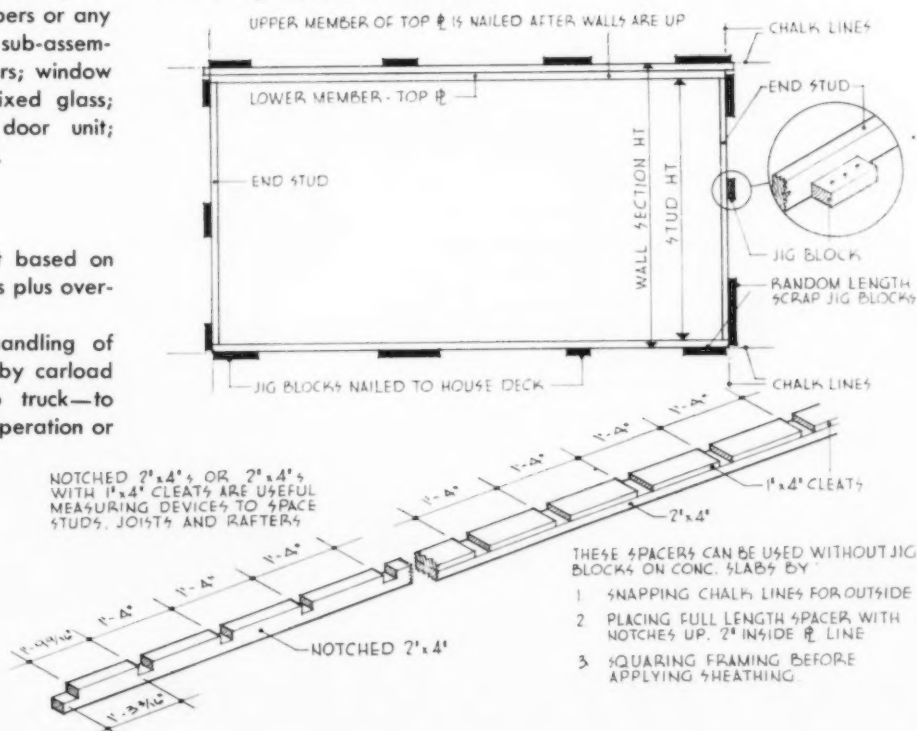 bers or any
sub-assem-
rs; window
ixed glass;
door unit;
t based on
s plus over-
andling of
by carload
o truck—to
peration or
UPPER MEMBER OF TOP ⅊ IS NAILED AFTER WALLS ARE UP
CHALK LINES
LOWER MEMBER - TOP ⅊
END STUD
END STUD
WALL SECTION HT
STUD HT
JIG BLOCK
RANDOM LENGTH
SCRAP JIG BLOCKS
JIG BLOCKS NAILED TO HOUSE DECK
CHALK LINES
NOTCHED 2"x4"s OR 2"x4"s
WITH 1"x4" CLEATS ARE USEFUL
MEASURING DEVICES TO SPACE
STUDS, JOISTS AND RAFTERS
1'-4"
1'-4"
1'-4"
1'-4"
1'-4"
1"x4" CLEATS
2"x4"
1'-4"
1'-4"
1'-4"
1'-4"
NOTCHED 2"x4"
1'-3 3/16"
THESE SPACERS CAN BE USED WITHOUT JIG
BLOCKS ON CONC. SLABS BY
1 SNAPPING CHALK LINES FOR OUTSIDE
2 PLACING FULL LENGTH SPACER WITH
NOTCHES UP, 2" INSIDE ⅊ LINE
3. SQUARING FRAMING BEFORE
APPLYING SHEATHING